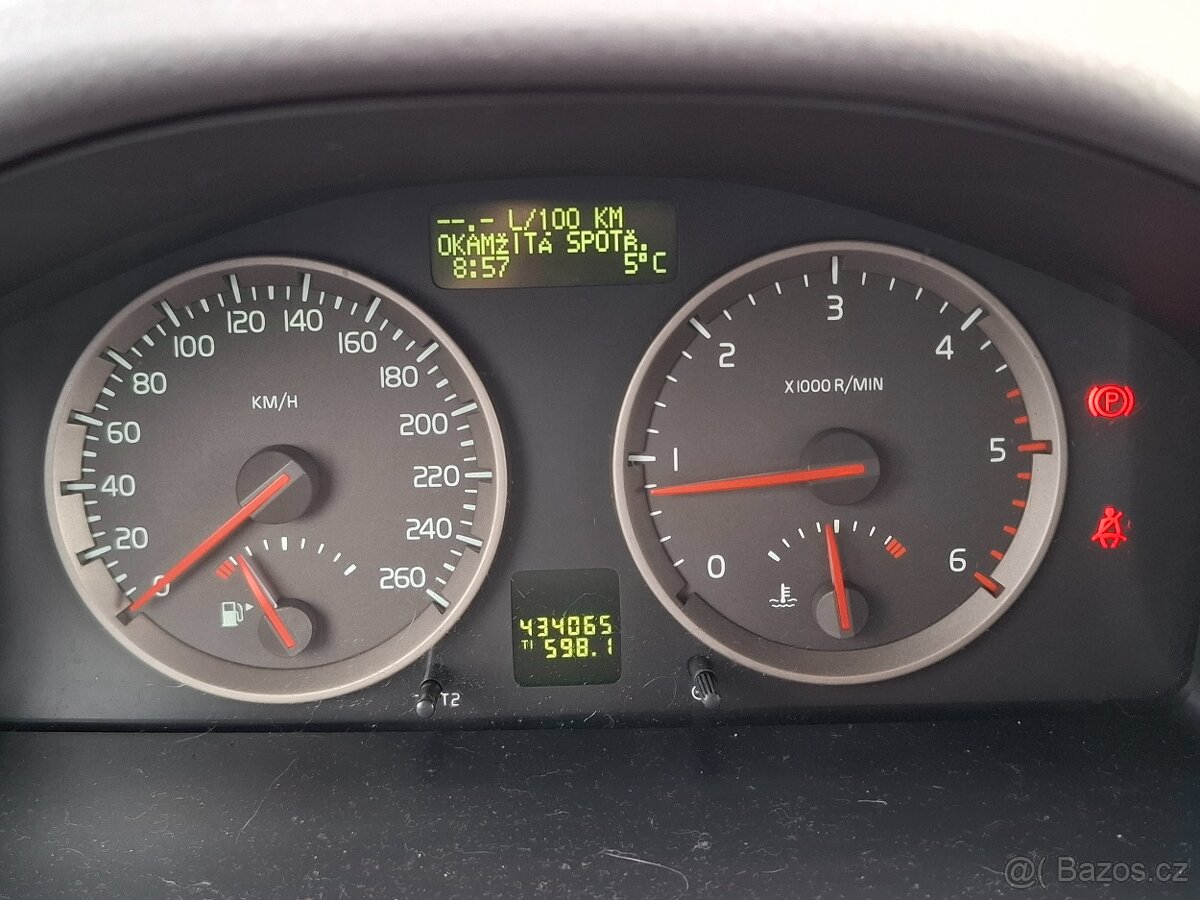 --.- L/100 KM
OKAMžITá SPOTř.
8:57 5°C
0 20 40 60 80 100 120 140 160 180 200 220 240 260
KM/H
0 1 2 3 4 5 6
X1000 R/MIN
P
434065
T1 598.1
T2
@( Bazos.cz